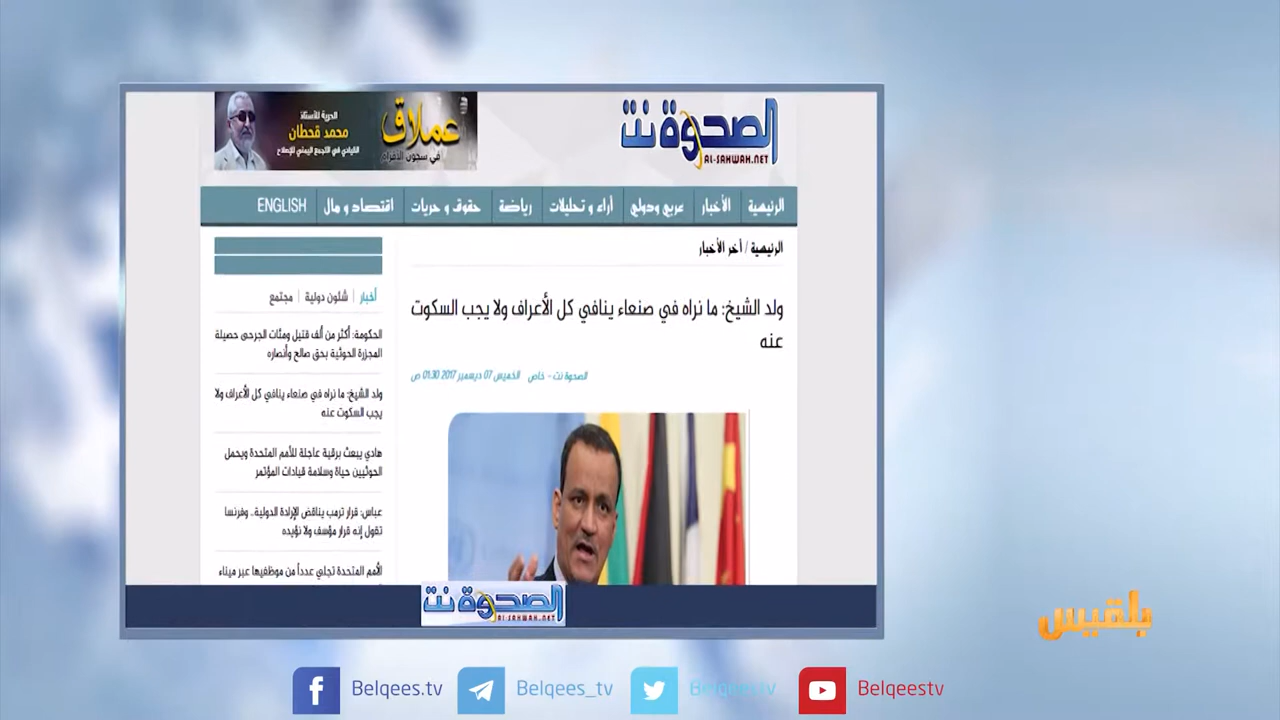 الصحوة نت
AL-SAHWAH.NET
الحرية للأستاذ
محمد قحطان
القيادي في التجمع اليمني للإصلاح
عملاق
في سجون الأقزام
الرئيسية
الأخبار
عربي ودولي
آراء و تحليلات
رياضة
حقوق و حريات
اقتصاد و مال
ENGLISH
الرئيسية / آخر الأخبار
ولد الشيخ: ما نراه في صنعاء ينافي كل الأعراف ولا يجب السكوت
عنه
الصحوة نت - خاص الخميس 07 ديسمبر 2017 01:30 ص
أخبار | شئون دولية | مجتمع
الحكومة: أكثر من ألف قتيل ومئات الجرحى حصيلة
المجزرة الحوثية بحق صالح وأنصاره
ولد الشيخ: ما نراه في صنعاء ينافي كل الأعراف ولا
يجب السكوت عنه
هادي يبعث برقية عاجلة للأمم المتحدة ويحمل
الحوثيين حياة وسلامة قيادات المؤتمر
عباس: قرار ترمب يناقض الإرادة الدولية.. وفرنسا
تقول إنه قرار مؤسف ولا نؤيده
الأمم المتحدة تجلي عدداً من موظفيها عبر ميناء
الصحوة نت
AL-SAHWAH.NET
بلقيس
Belqees.tv
Belqees_tv
Belqeestv
Belqeestv